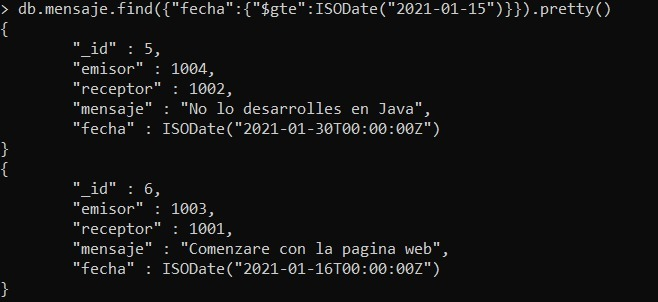 > db.mensaje.find({"fecha":{"$gte":ISODate("2021-01-15")}}).pretty()
{
        "_id" : 5,
        "emisor" : 1004,
        "receptor" : 1002,
        "mensaje" : "No lo desarrolles en Java",
        "fecha" : ISODate("2021-01-30T00:00:00Z")
}
{
        "_id" : 6,
        "emisor" : 1003,
        "receptor" : 1001,
        "mensaje" : "Comenzare con la pagina web",
        "fecha" : ISODate("2021-01-16T00:00:00Z")
}